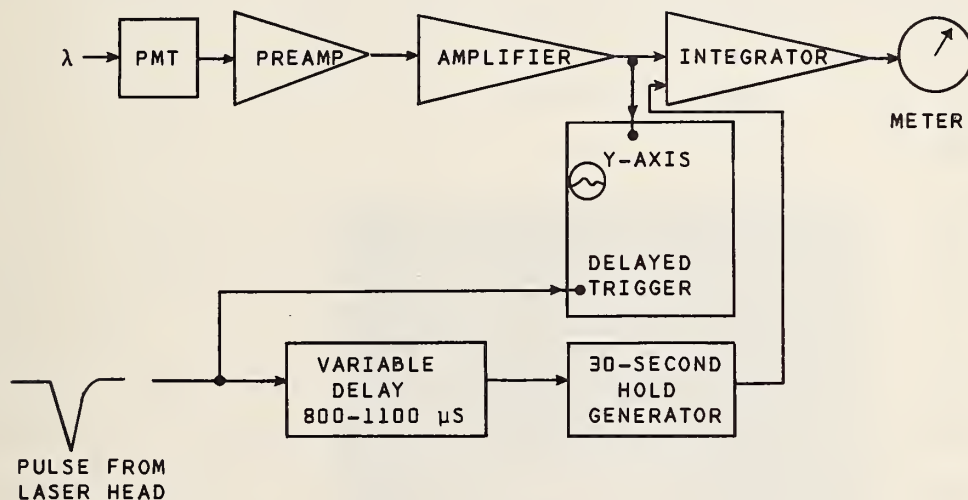 λ
PMT
PREAMP
AMPLIFIER
INTEGRATOR
METER
Y-AXIS
DELAYED
TRIGGER
VARIABLE
DELAY
800-1100 µS
30-SECOND
HOLD
GENERATOR
PULSE FROM
LASER HEAD